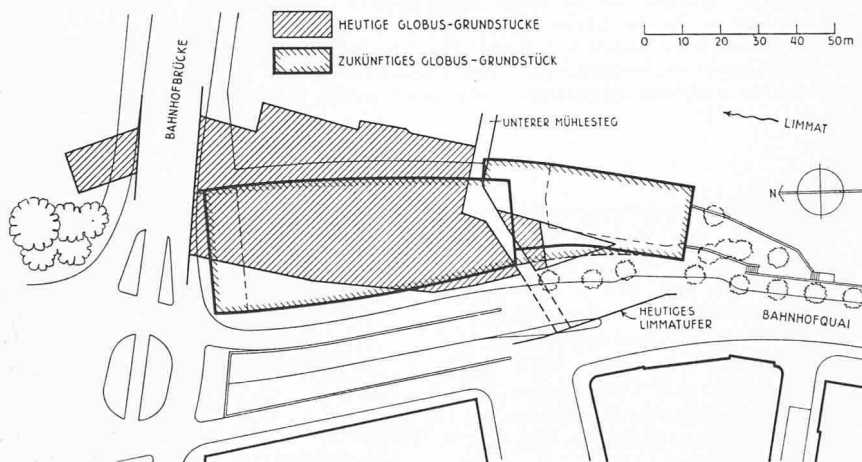 HEUTIGE GLOBUS-GRUNDSTÜCKE
ZUKÜNFTIGES GLOBUS-GRUNDSTÜCK
0 10 20 30 40 50m
BAHNHOFBRÜCKE
UNTERER MÜHLESTEG
LIMMAT
N
HEUTIGES
LIMMATUFER
BAHNHOFQUAI